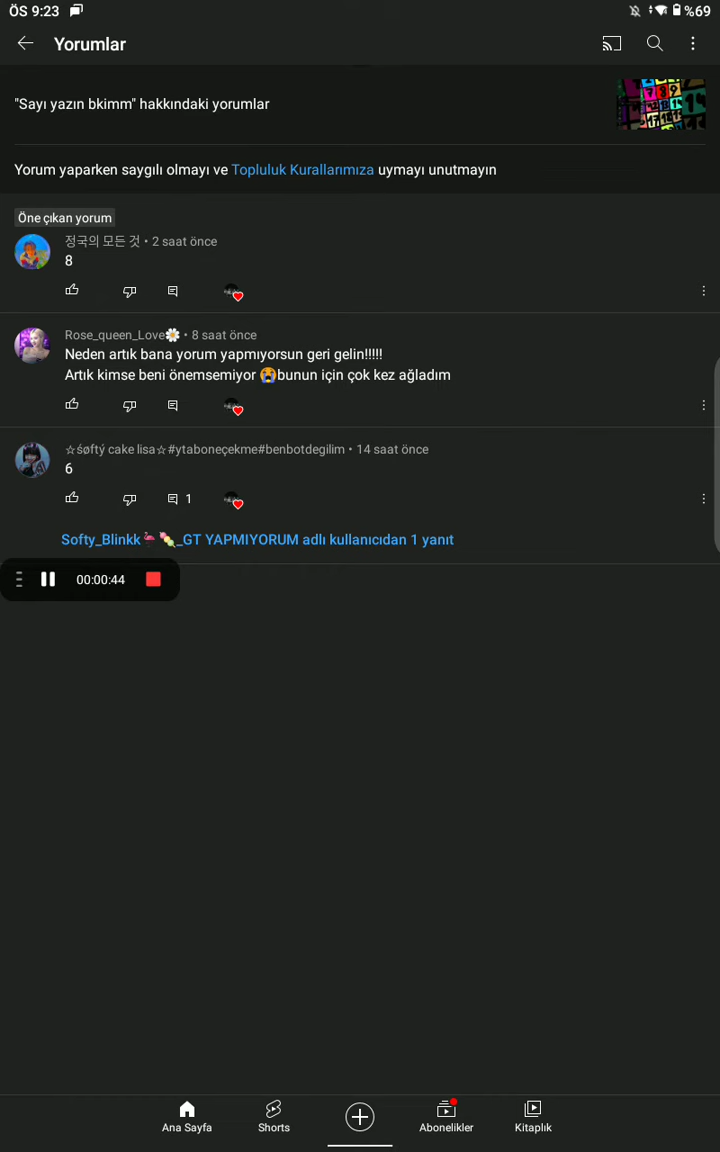 ÖS 9:23 %69
Yorumlar
"Sayı yazın bkimm" hakkındaki yorumlar
Yorum yaparken saygılı olmayı ve Topluluk Kurallarımıza uymayı unutmayın
Öne çıkan yorum
정국의 모든 것 • 2 saat önce
8
Rose_queen_Love🌼 • 8 saat önce
Neden artık bana yorum yapmıyorsun geri gelin!!!!!
Artık kimse beni önemsemiyor 😭bunun için çok kez ağladım
☆śøftý cake lisa☆#ytaboneçekme#benbotdegilim • 14 saat önce
6
1
Softy_Blinkk🦩🍡_GT YAPMIYORUM adlı kullanıcıdan 1 yanıt
00:00:44
Ana Sayfa
Shorts
Abonelikler
Kitaplık